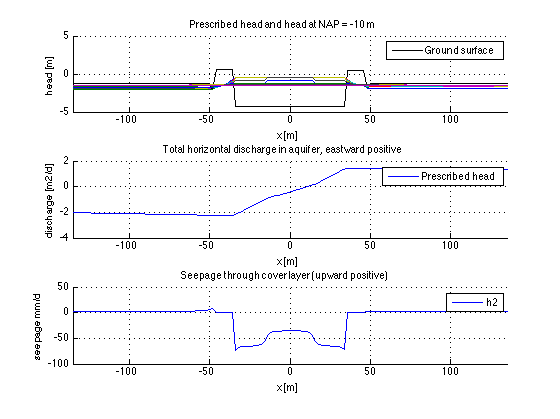 Prescribed head and head at NAP = -10 m
5
0
-5
head [m]
Ground surface
-100 -50 0 50 100
x [m]
Total horizontal discharge in aquifer, eastward positive
2
0
-2
-4
discharge [m2/d]
Prescribed head
-100 -50 0 50 100
x [m]
Seepage through cover layer (upward positive)
50
0
-50
-100
seepage mm/d
h2
-100 -50 0 50 100
x [m]